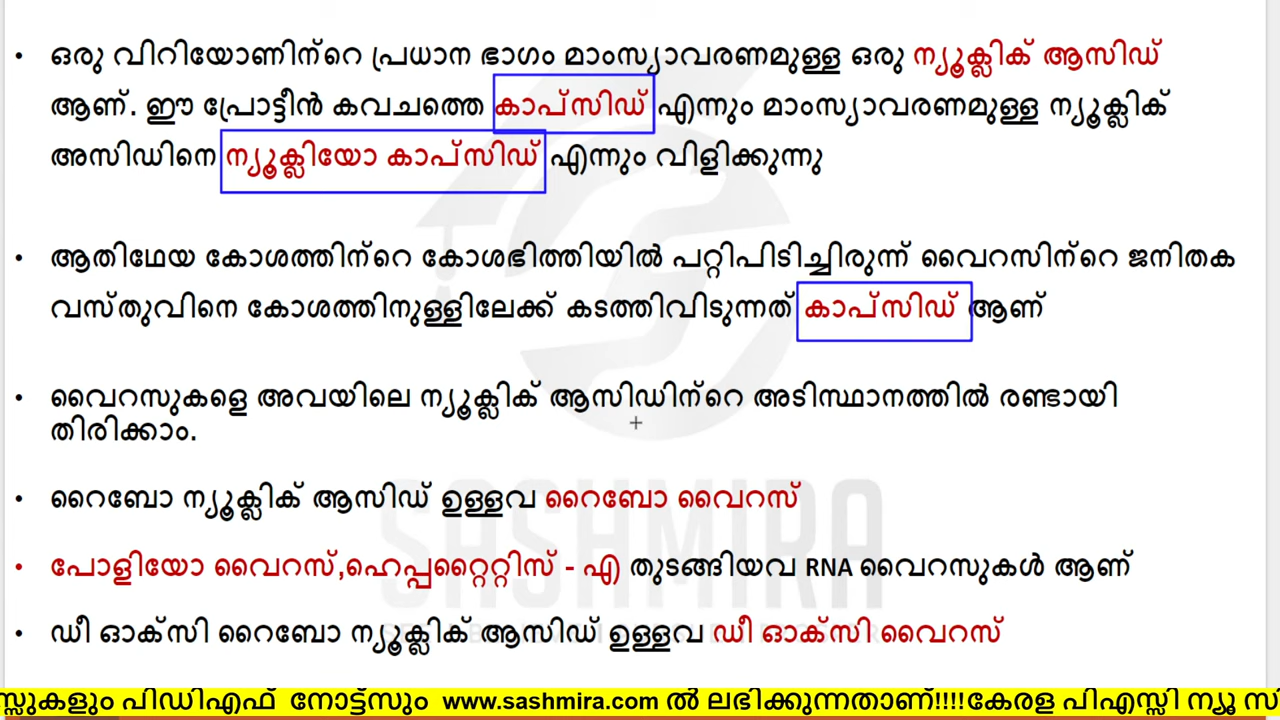 • ഒരു വിറിയോണിന്റെ പ്രധാന ഭാഗം മാംസ്യാവരണമുള്ള ഒരു ന്യൂക്ലിക് ആസിഡ്
ആണ്. ഈ പ്രോട്ടീൻ കവചത്തെ കാപ്സിഡ് എന്നും മാംസ്യാവരണമുള്ള ന്യൂക്ലിക്
അസിഡിനെ ന്യൂക്ലിയോ കാപ്സിഡ് എന്നും വിളിക്കുന്നു
• ആതിഥേയ കോശത്തിന്റെ കോശഭിത്തിയിൽ പറ്റിപിടിച്ചിരുന്ന് വൈറസിന്റെ ജനിതക
വസ്തുവിനെ കോശത്തിനുള്ളിലേക്ക് കടത്തിവിടുന്നത് കാപ്സിഡ് ആണ്
• വൈറസുകളെ അവയിലെ ന്യൂക്ലിക് ആസിഡിന്റെ അടിസ്ഥാനത്തിൽ രണ്ടായി
തിരിക്കാം.
• റൈബോ ന്യൂക്ലിക് ആസിഡ് ഉള്ളവ റൈബോ വൈറസ്
• പോളിയോ വൈറസ്,ഹെപ്പറ്റൈറ്റിസ് - എ തുടങ്ങിയവ RNA വൈറസുകൾ ആണ്
• ഡീ ഓക്സി റൈബോ ന്യൂക്ലിക് ആസിഡ് ഉള്ളവ ഡീ ഓക്സി വൈറസ്
SASHMIRA
സ്സുകളും പിഡിഎഫ് നോട്ട്സും www.sashmira.com ൽ ലഭിക്കുന്നതാണ്!!!!കേരള പിഎസ്സി ന്യൂ സി